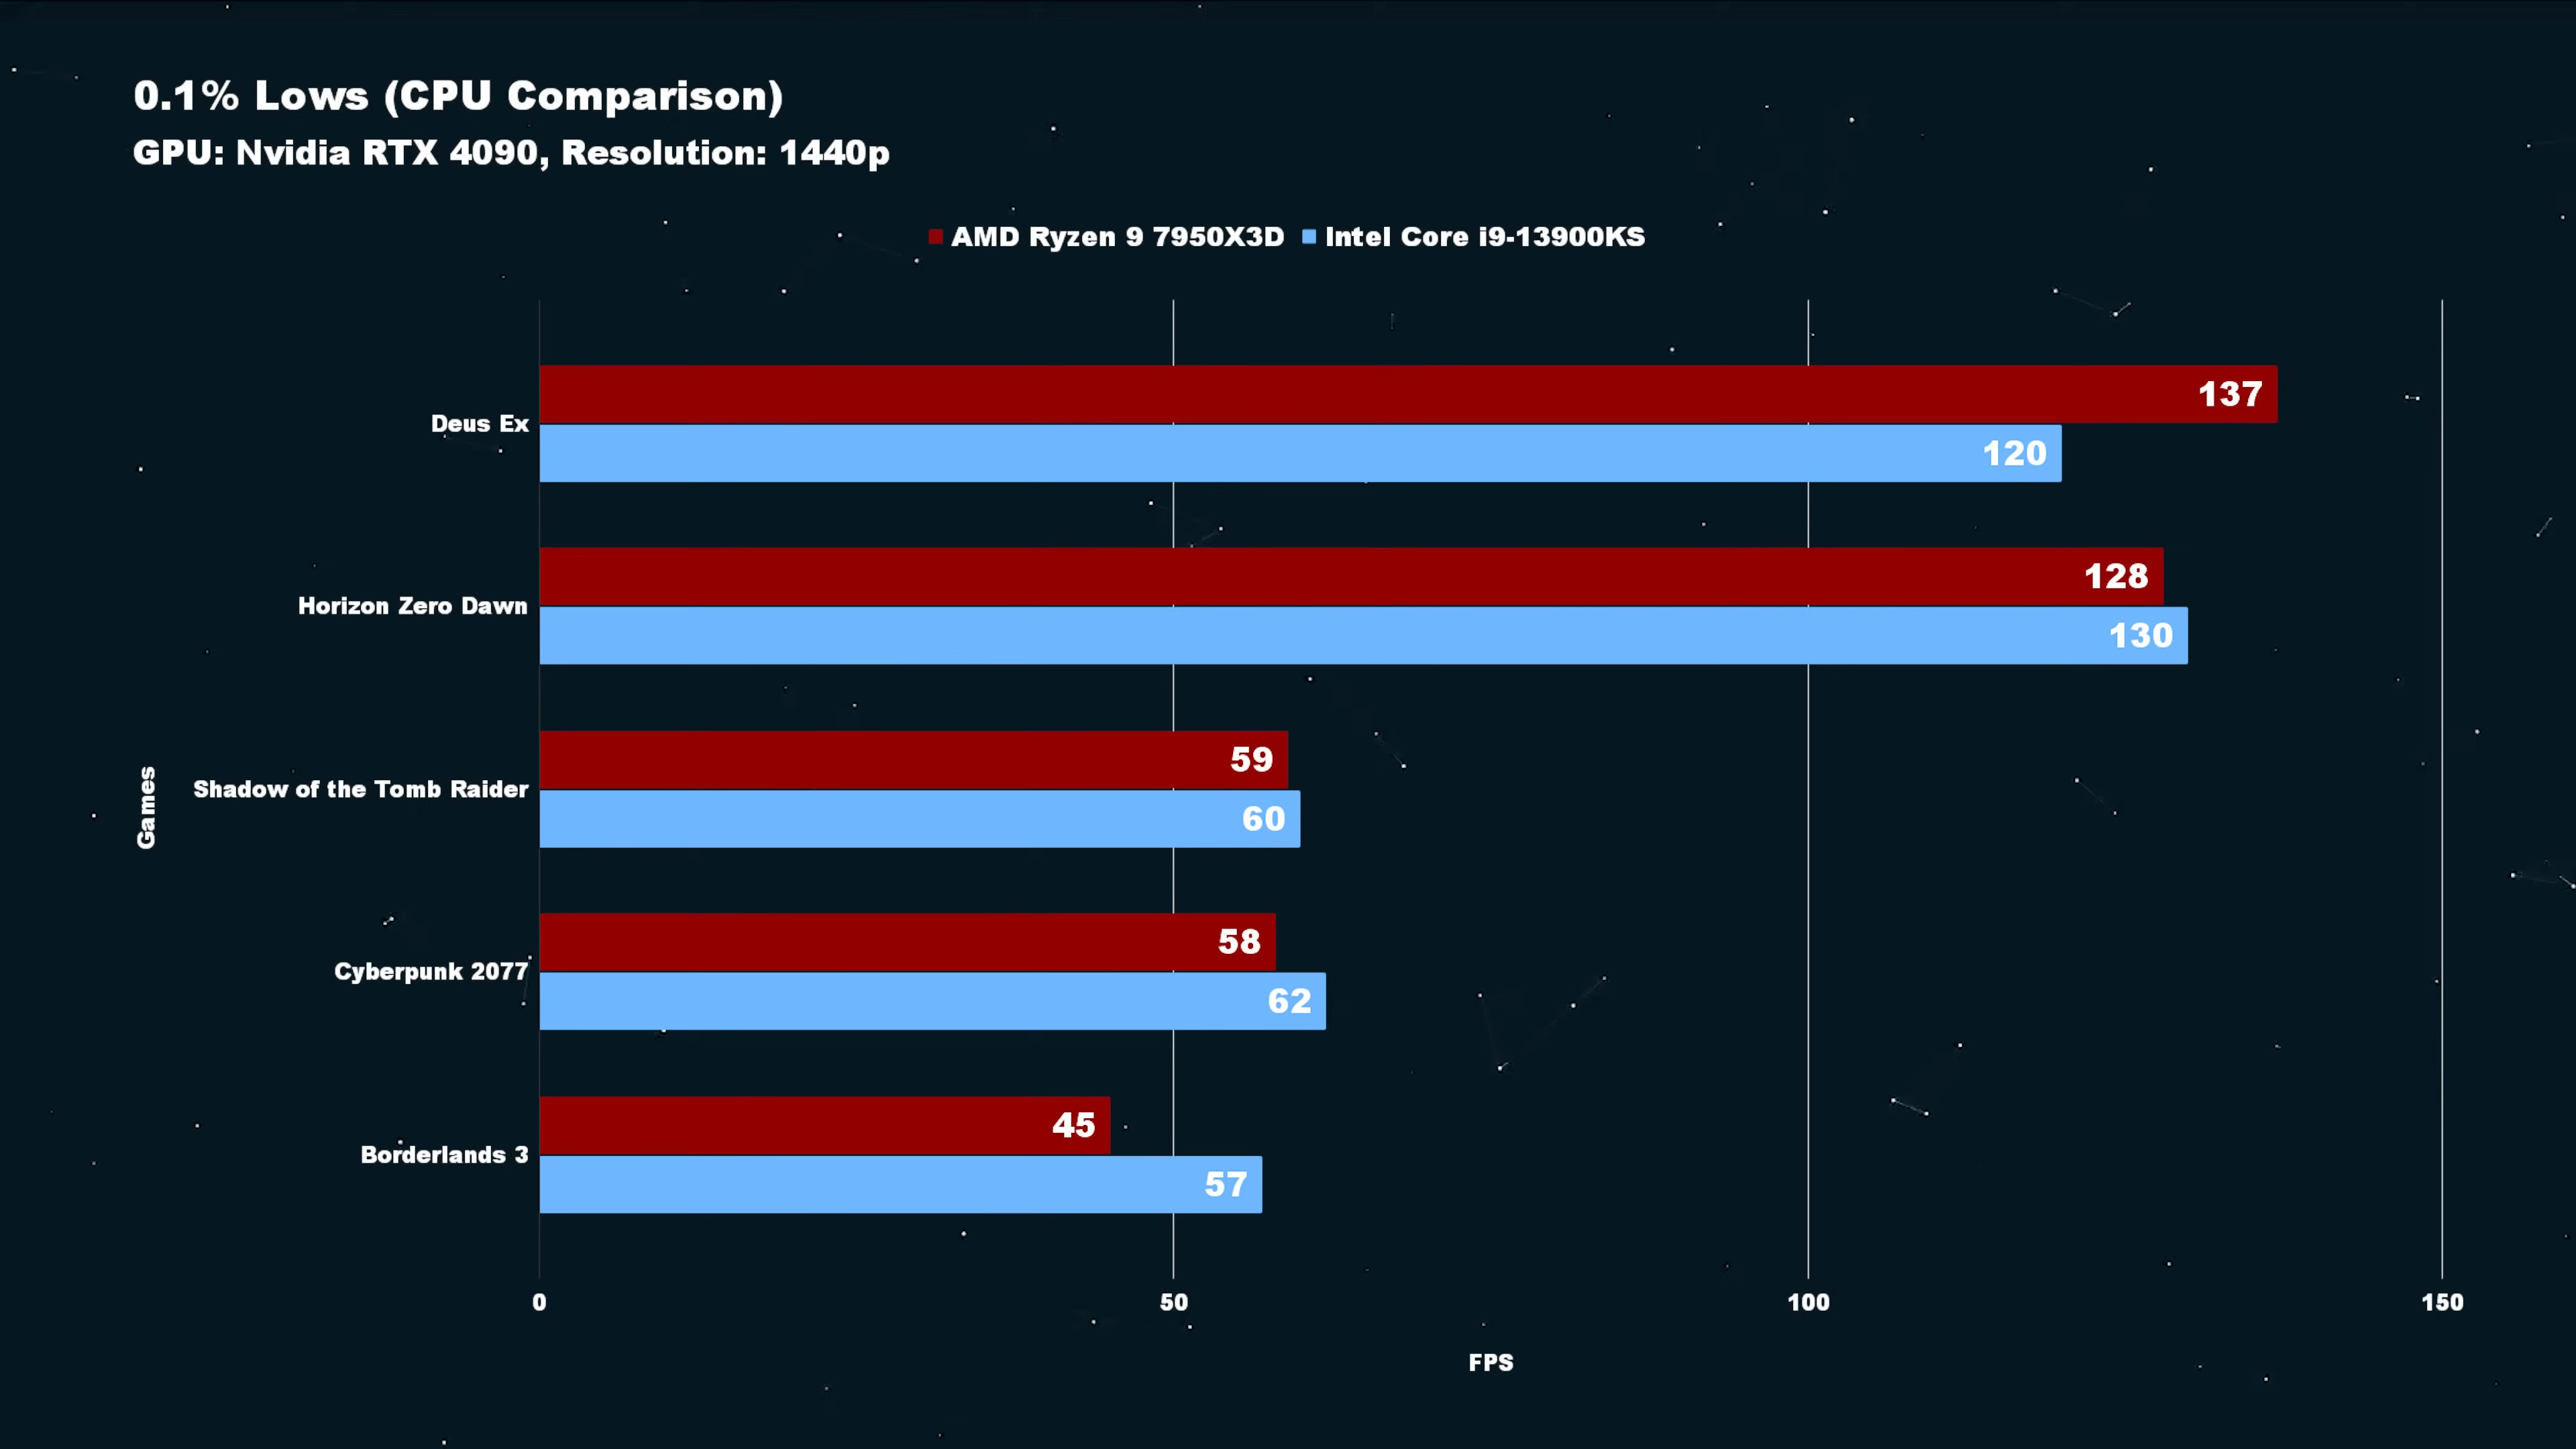 0.1% Lows (CPU Comparison)
GPU: Nvidia RTX 4090, Resolution: 1440p
AMD Ryzen 9 7950X3D Intel Core i9-13900KS
Deus Ex
137
120
Horizon Zero Dawn
128
130
Shadow of the Tomb Raider
59
60
Games
Cyberpunk 2077
58
62
Borderlands 3
45
57
0 50 100 150
FPS